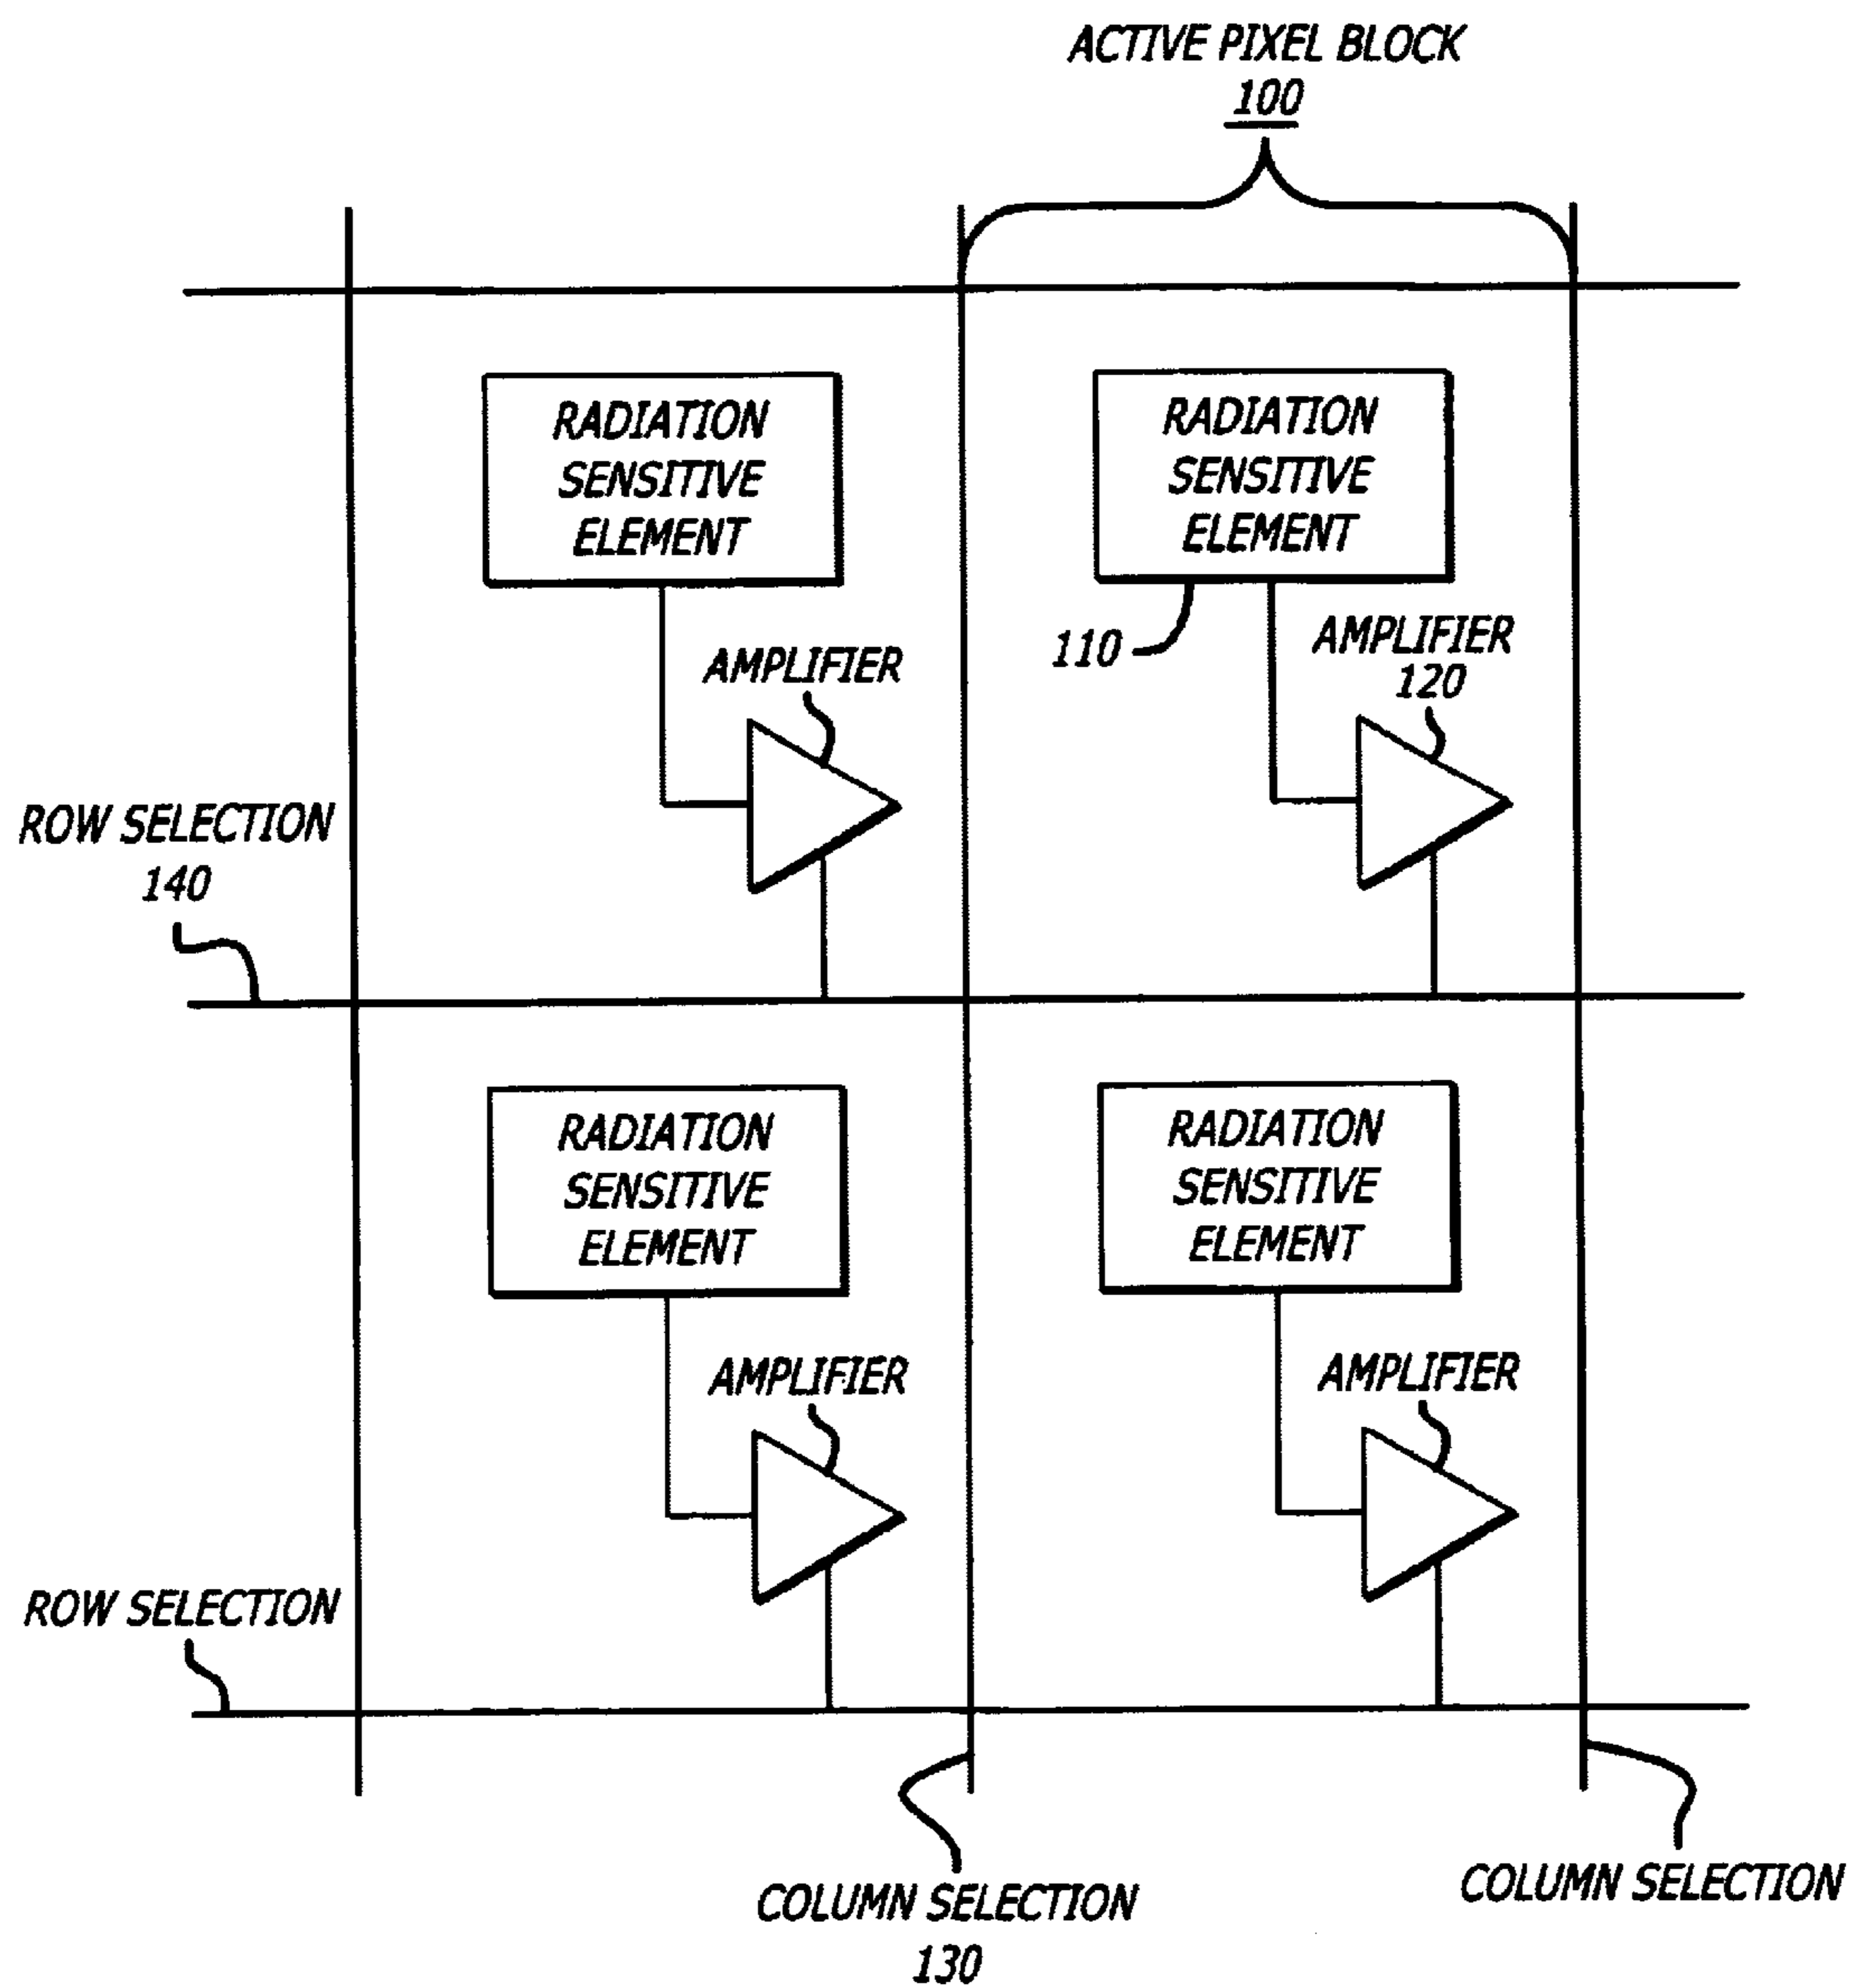 ACTIVE PIXEL BLOCK
100
RADIATION
SENSITIVE
ELEMENT
RADIATION
SENSITIVE
ELEMENT
110
AMPLIFIER
AMPLIFIER
120
ROW SELECTION
140
RADIATION
SENSITIVE
ELEMENT
RADIATION
SENSITIVE
ELEMENT
AMPLIFIER
AMPLIFIER
ROW SELECTION
COLUMN SELECTION
130
COLUMN SELECTION